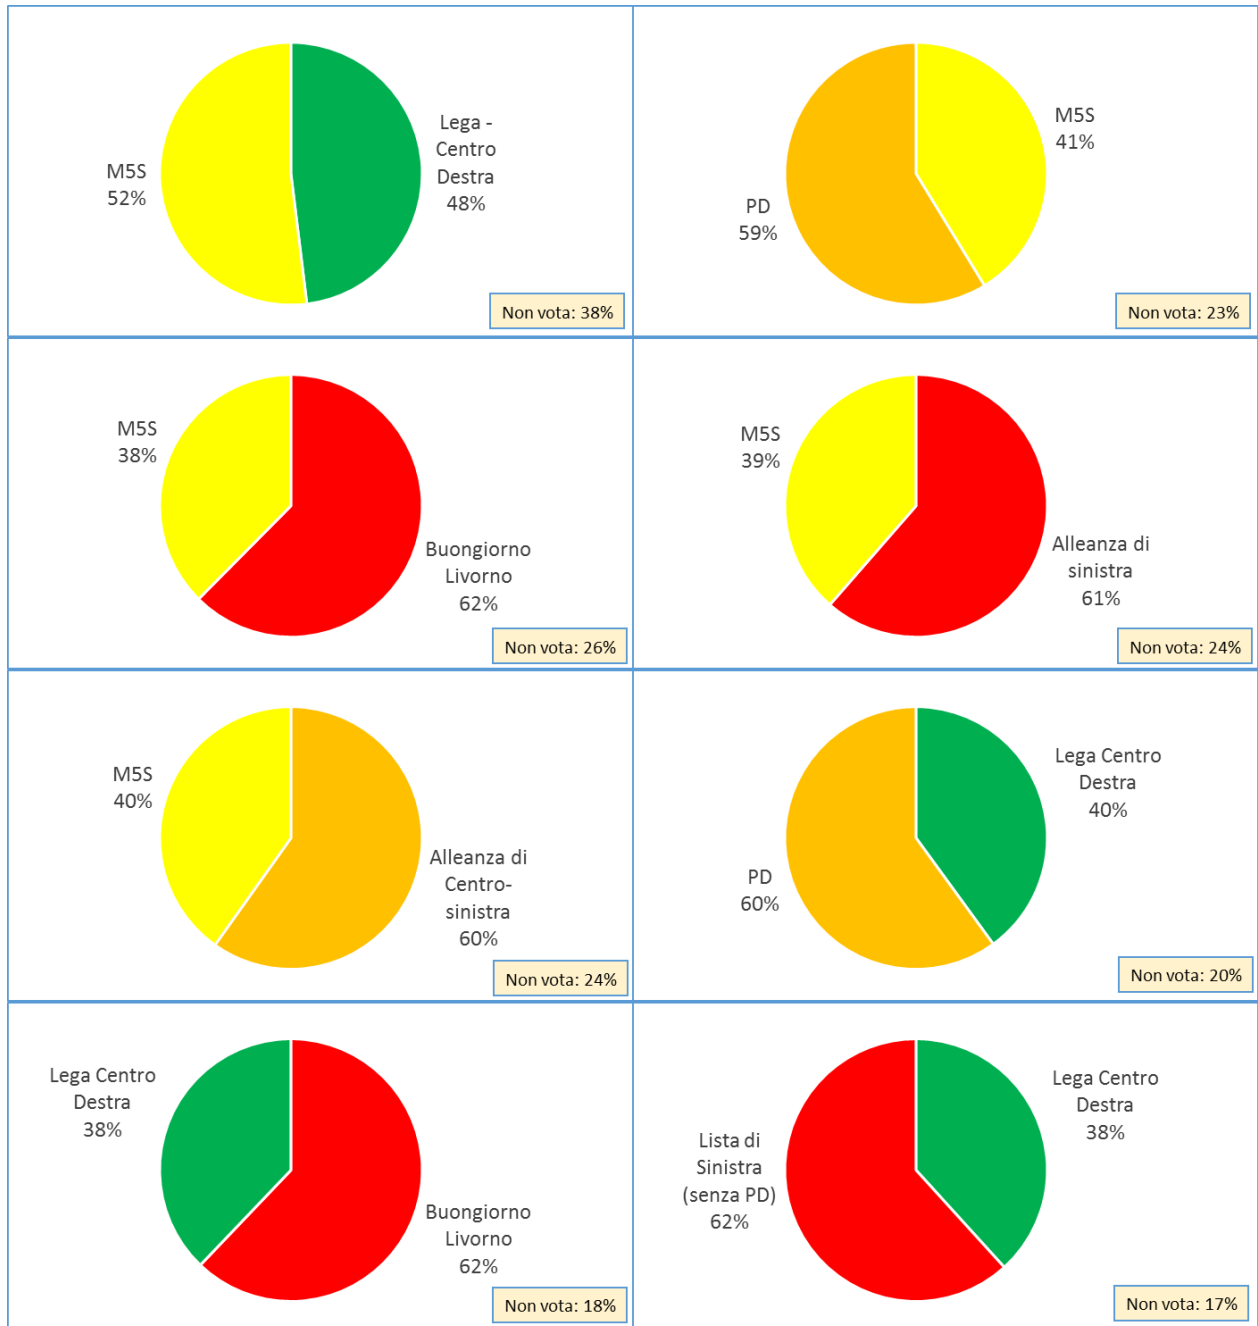 M5S
52%
Lega -
Centro
Destra
48%
Non vota: 38%
M5S
41%
PD
59%
Non vota: 23%
M5S
38%
Buongiorno
Livorno
62%
Non vota: 26%
M5S
39%
Alleanza di
sinistra
61%
Non vota: 24%
M5S
40%
Alleanza di
Centro-
sinistra
60%
Non vota: 24%
Lega Centro
Destra
40%
PD
60%
Non vota: 20%
Lega Centro
Destra
38%
Buongiorno
Livorno
62%
Non vota: 18%
Lega Centro
Destra
38%
Lista di
Sinistra
(senza PD)
62%
Non vota: 17%